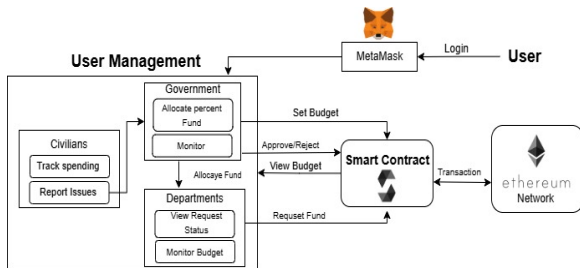 User Management
MetaMask
Login
User
Government
Allocate percent
Fund
Monitor
Civilians
Track spending
Report Issues
Set Budget
Approve/Reject
View Budget
Allocaye Fund
Departments
View Request
Status
Monitor Budget
Requset Fund
Smart Contract
Transaction
ethereum
Network